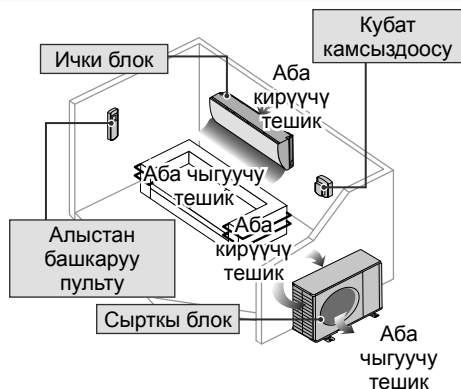 Кубат
камсыздоосу
Ички блок
Аба
кирүүчү
тешик
Аба чыгуучу
тешик
Аба
кирүүчү
тешик
Алыстан
башкаруу
пульту
Сырткы блок
Аба
чыгуучу
тешик